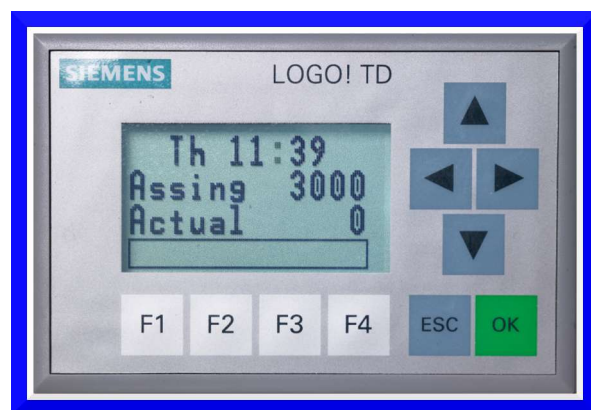 SIEMENS
LOGO! TD
Th 11:39
Assing 3000
Actual 0
F1 F2 F3 F4 ESC OK